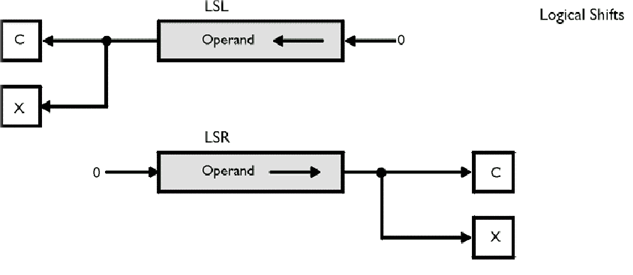 LSL
Logical Shifts
C
Operand
0
X
LSR
0
Operand
C
X